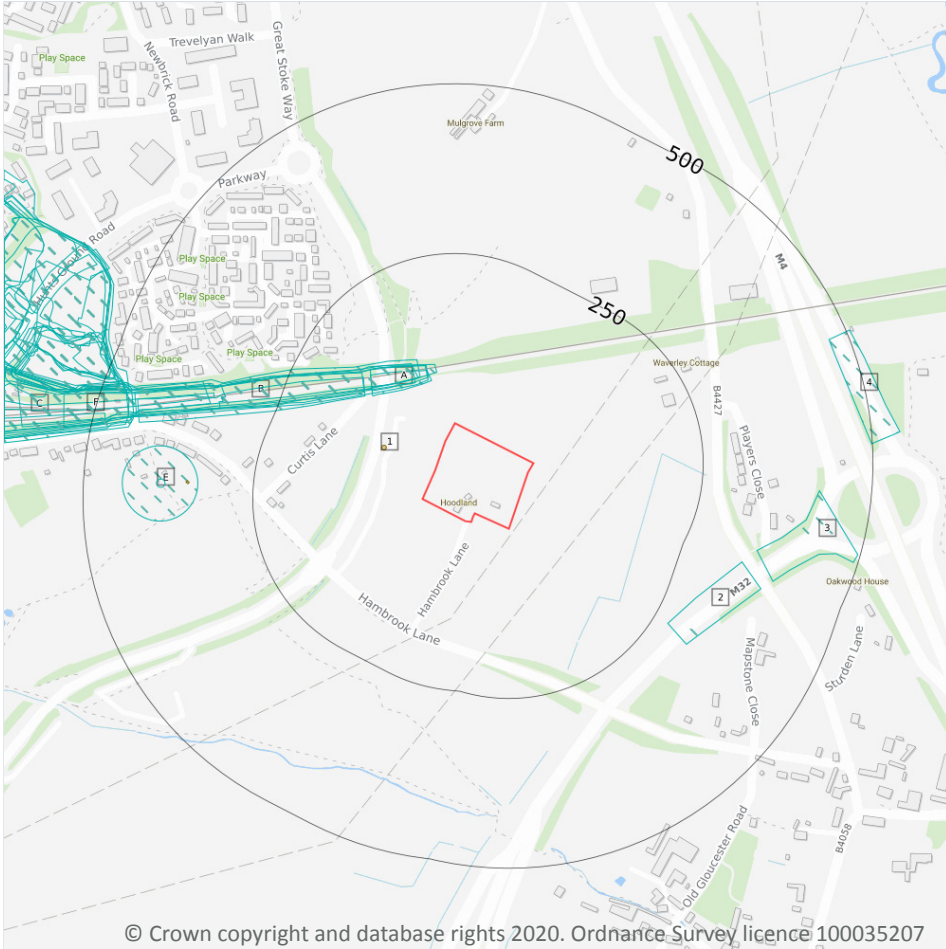 Trevelyan Walk
Great Stoke Way
Newbrick Road
Play Space
Mulgrove Farm
500
Parkway
M4
Play Space
Play Space
250
Play Space
Play Space
Waverley Cottage
A
B
C
F
4
B4427
1
Curtis Lane
Players Close
E
Hoodland
3
Hambrook Lane
M32
2
Oakwood House
Hambrook Lane
Mapstone Close
Sturden Lane
Old Gloucester Road
B4058
© Crown copyright and database rights 2020. Ordnance Survey licence 100035207